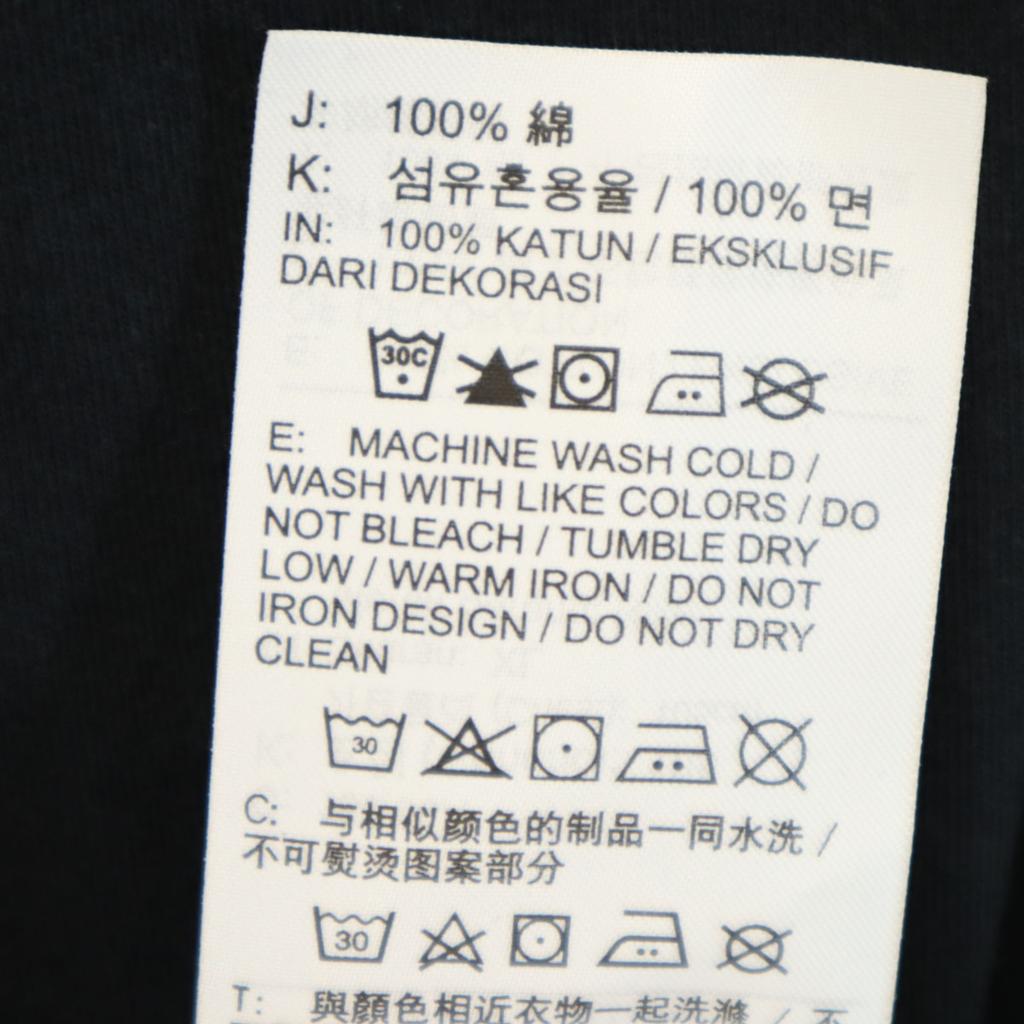 J: 100% 綿
K: 섬유혼용율 / 100% 면
IN: 100% KATUN / EKSKLUSIF
DARI DEKORASI
30C
E: MACHINE WASH COLD /
WASH WITH LIKE COLORS / DO
NOT BLEACH / TUMBLE DRY
LOW / WARM IRON / DO NOT
IRON DESIGN / DO NOT DRY
CLEAN
30
C: 与相似颜色的制品一同水洗 /
不可熨烫图案部分
30
T: 與顏色相近衣物一起洗滌 / 不